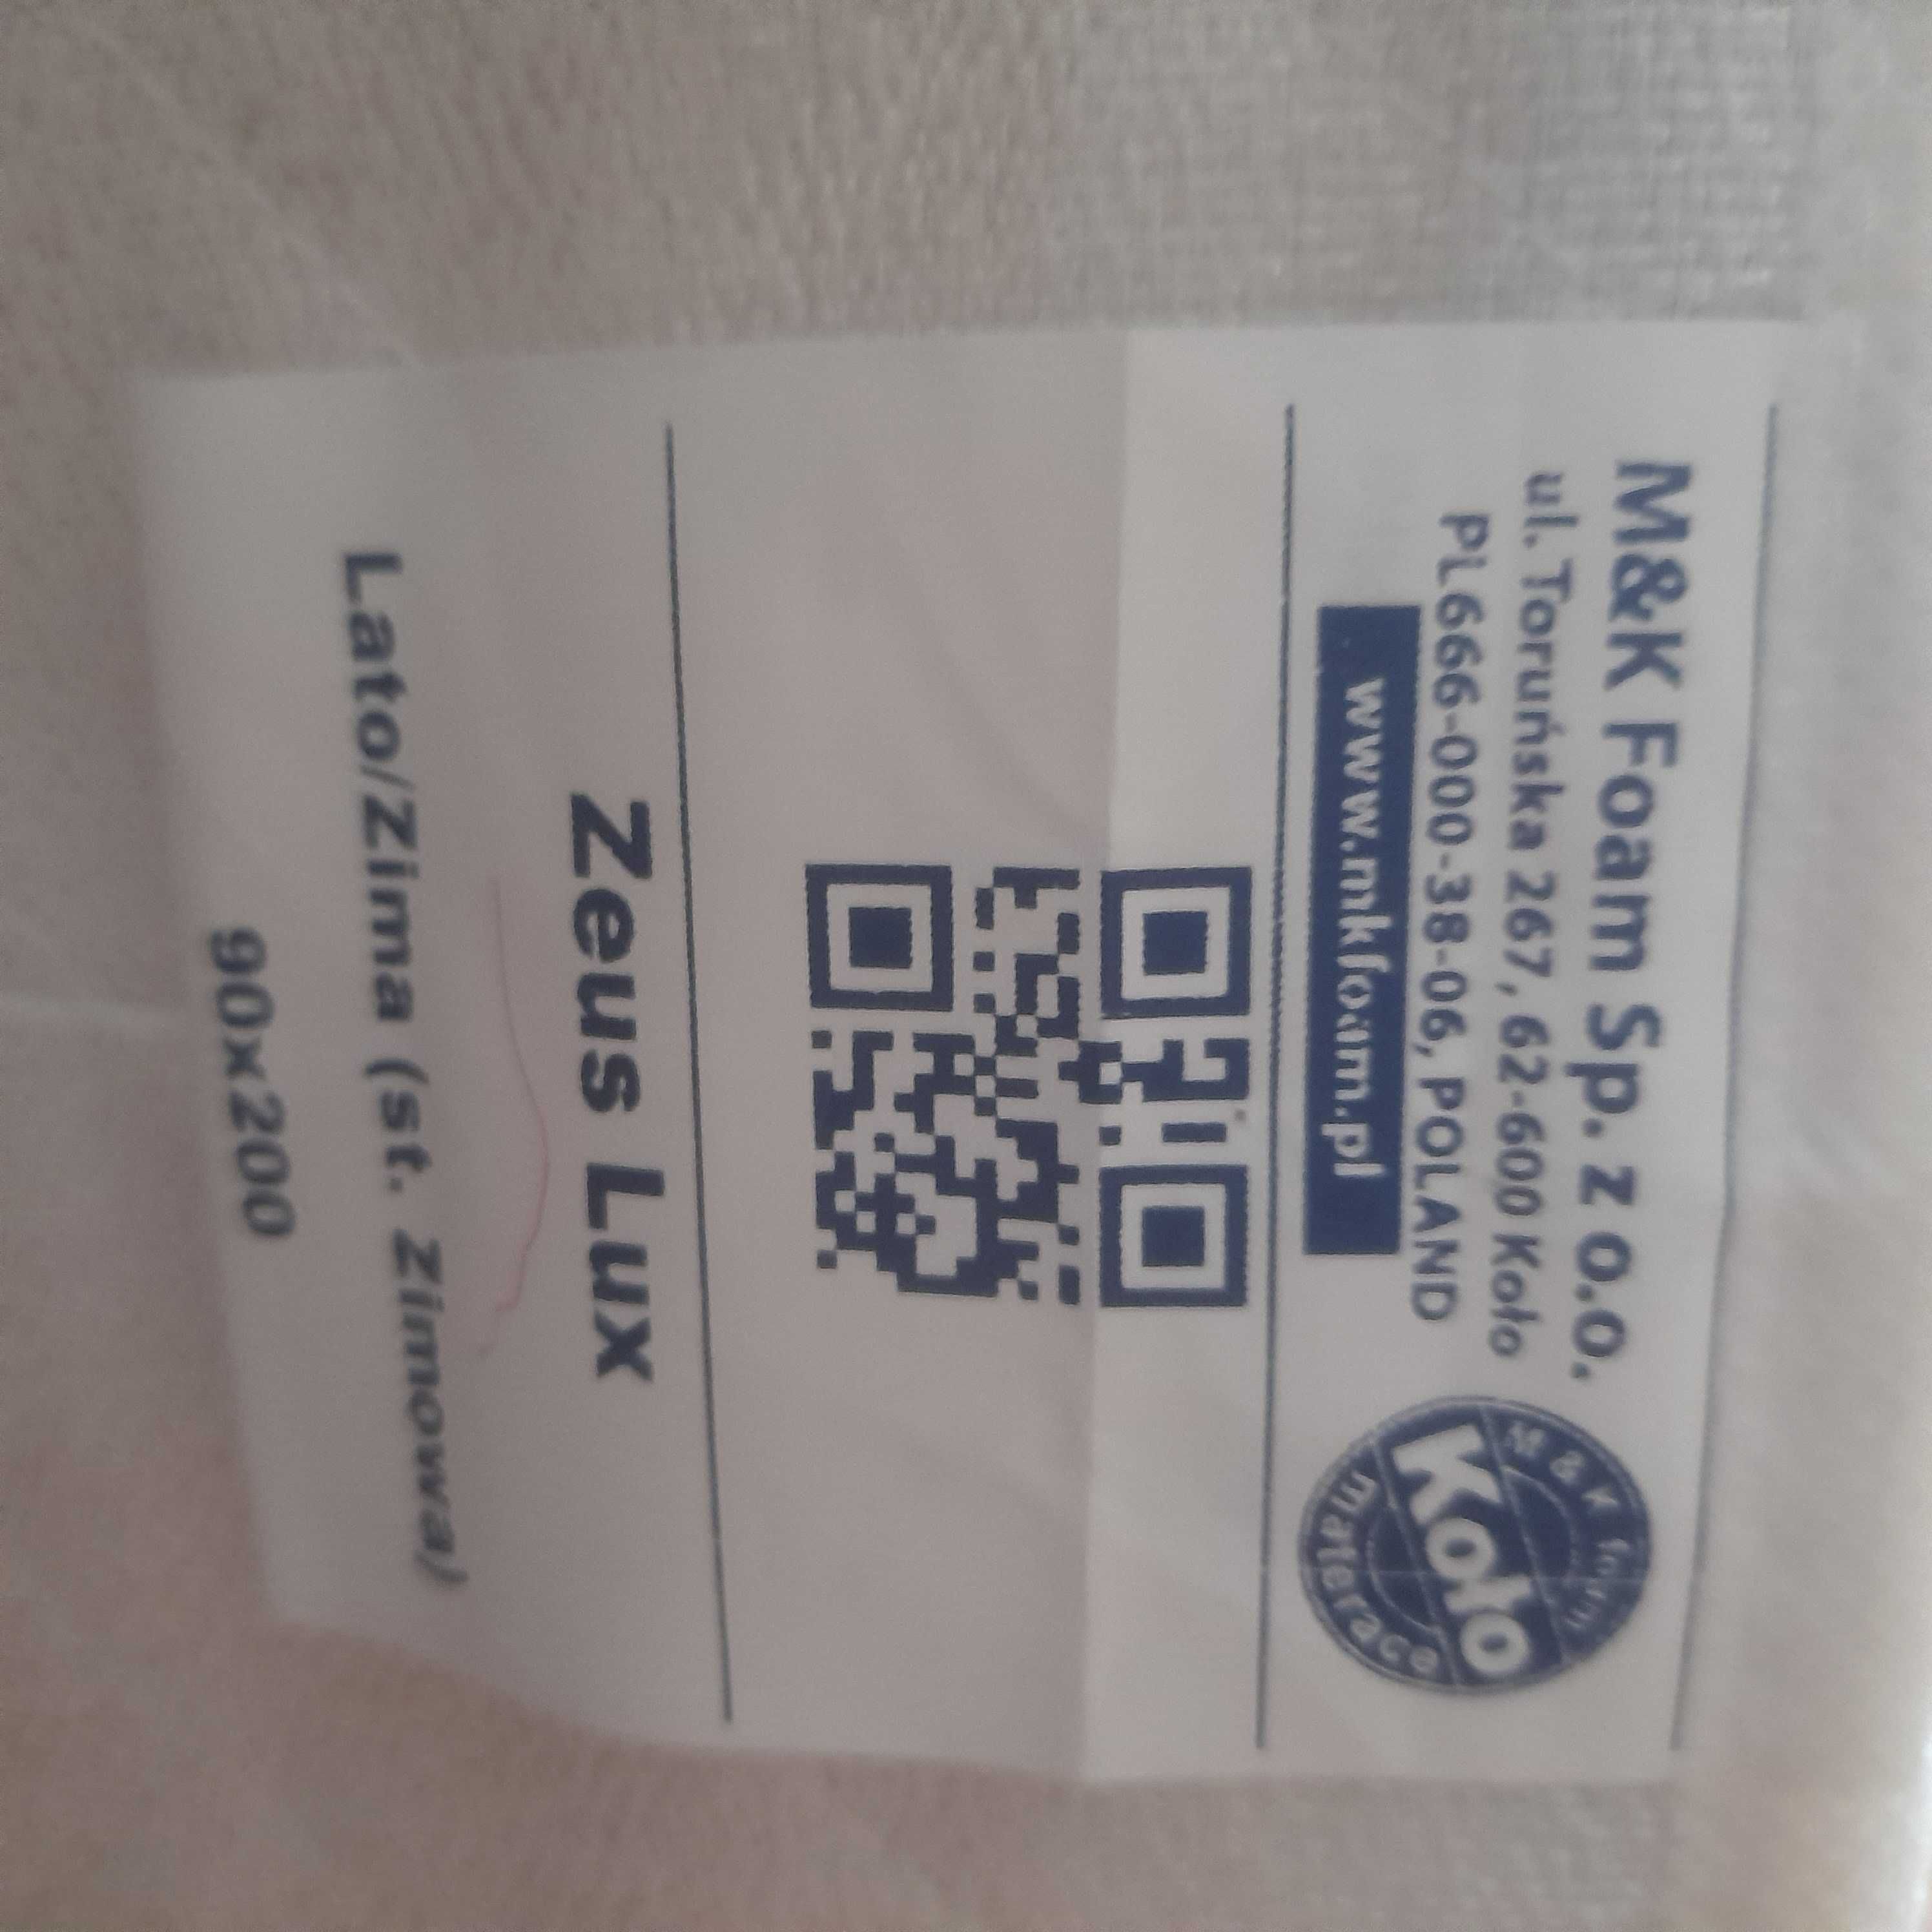 M&K Foam Sp. z o.o.
ul. Toruńska 267, 62-600 Koło
PL666-000-38-06, POLAND
www.mkfoam.pl
M & K foam
Koło
materace
Zeus Lux
Lato/Zima (st. Zimowa)
90x200